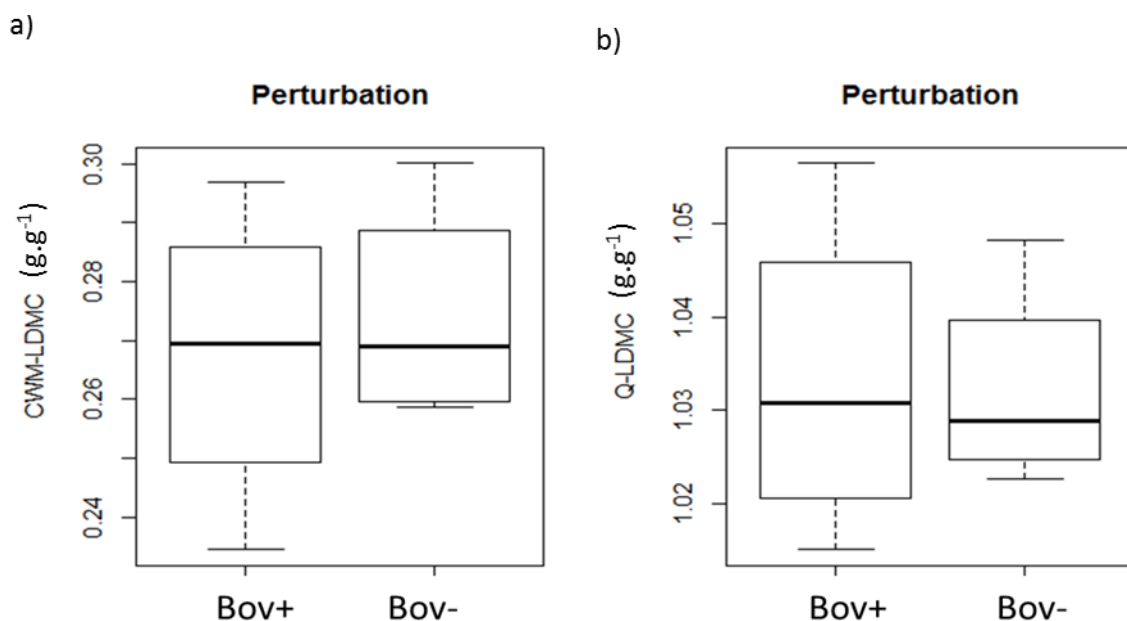 a)
Perturbation
CWM-LDMC (g.g⁻¹)
0.30
0.28
0.26
0.24
Bov+ Bov-
b)
Perturbation
Q-LDMC (g.g⁻¹)
1.05
1.04
1.03
1.02
Bov+ Bov-